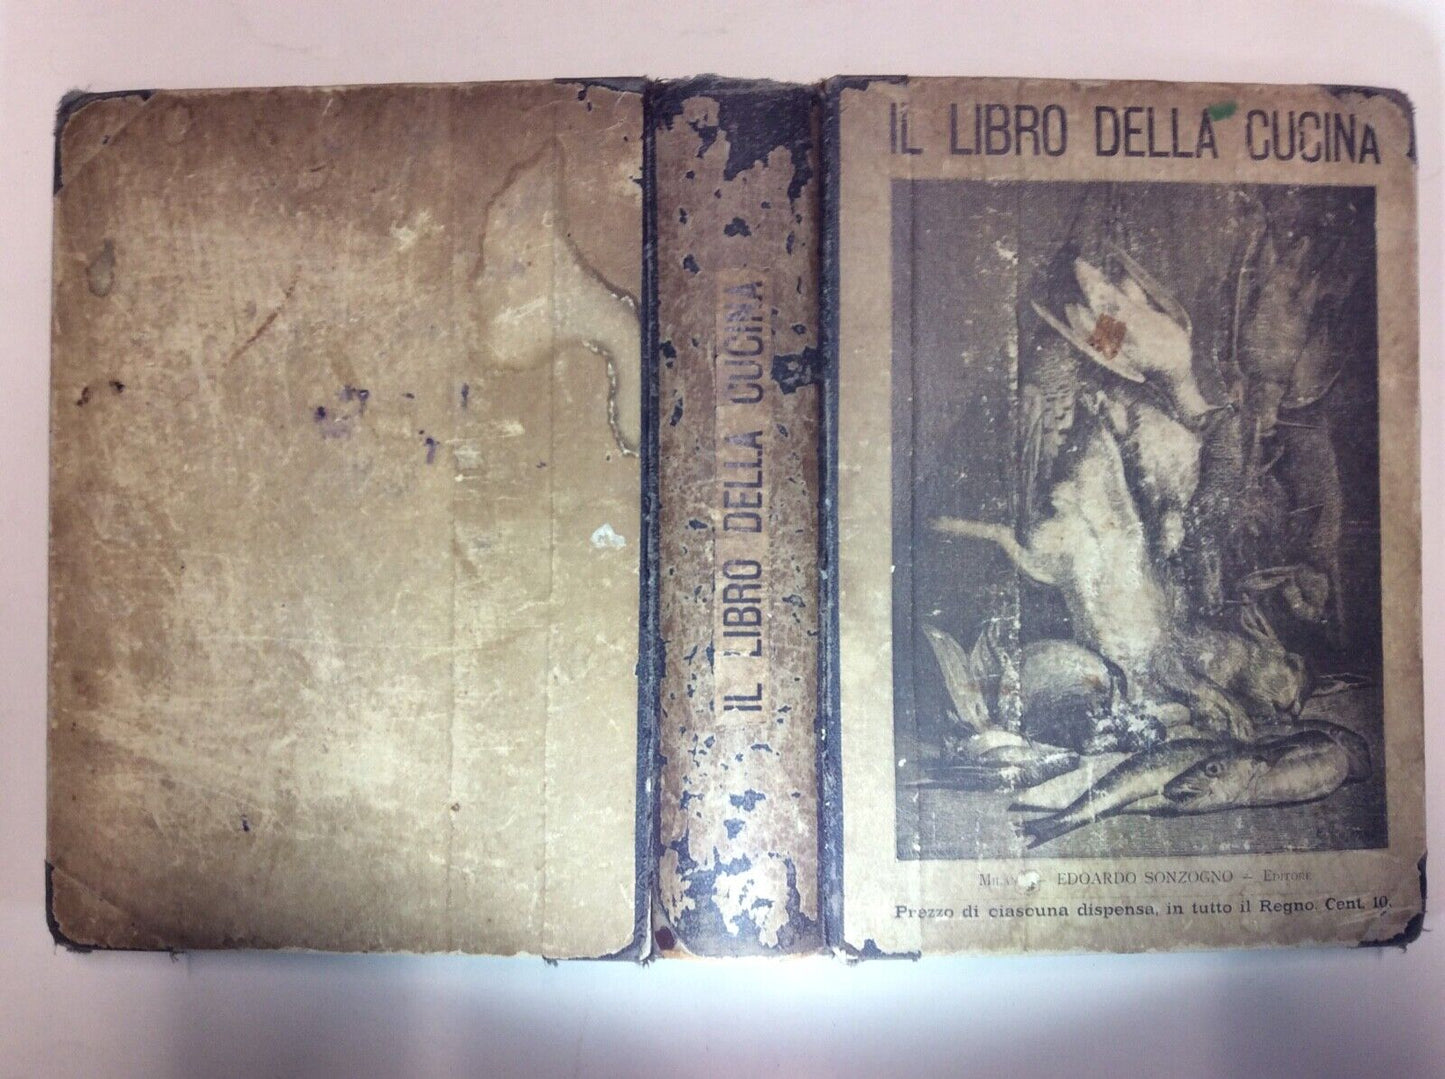 IL LIBRO DELLA CUCINA
IL LIBRO DELLA CUCINA
MILANO – EDOARDO SONZOGNO – EDITORE
Prezzo di ciascuna dispensa, in tutto il Regno, Cent. 10.